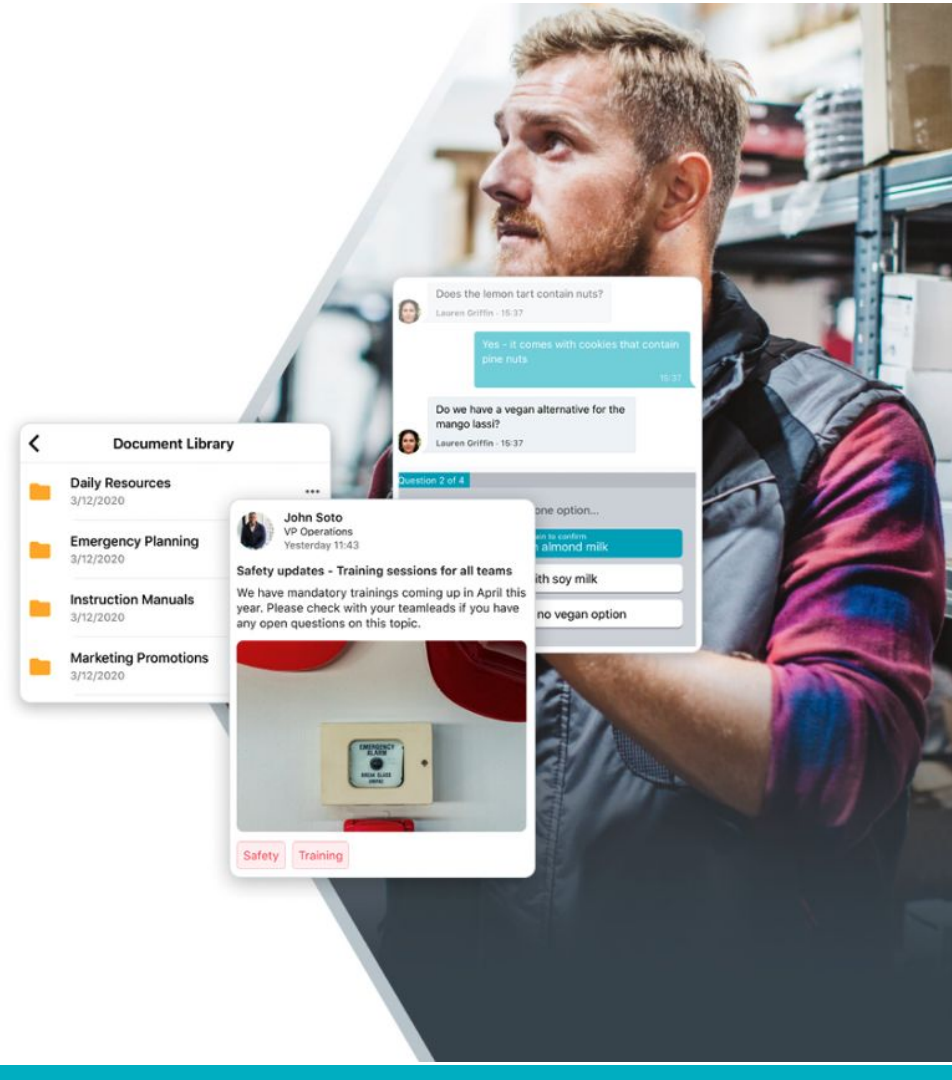 Does the lemon tart contain nuts?
Lauren Griffin · 15:37
Yes - it comes with cookies that contain
pine nuts
15:37
Do we have a vegan alternative for the
mango lassi?
Lauren Griffin · 15:37
Question 2 of 4
one option...
to confirm
almond milk
ith soy milk
no vegan option
Document Library
Daily Resources
3/12/2020
Emergency Planning
3/12/2020
Instruction Manuals
3/12/2020
Marketing Promotions
3/12/2020
John Soto
VP Operations
Yesterday 11:43
Safety updates - Training sessions for all teams
We have mandatory trainings coming up in April this
year. Please check with your teamleads if you have
any open questions on this topic.
EMERGENCY
ALARM
BREAK GLASS
Safety
Training